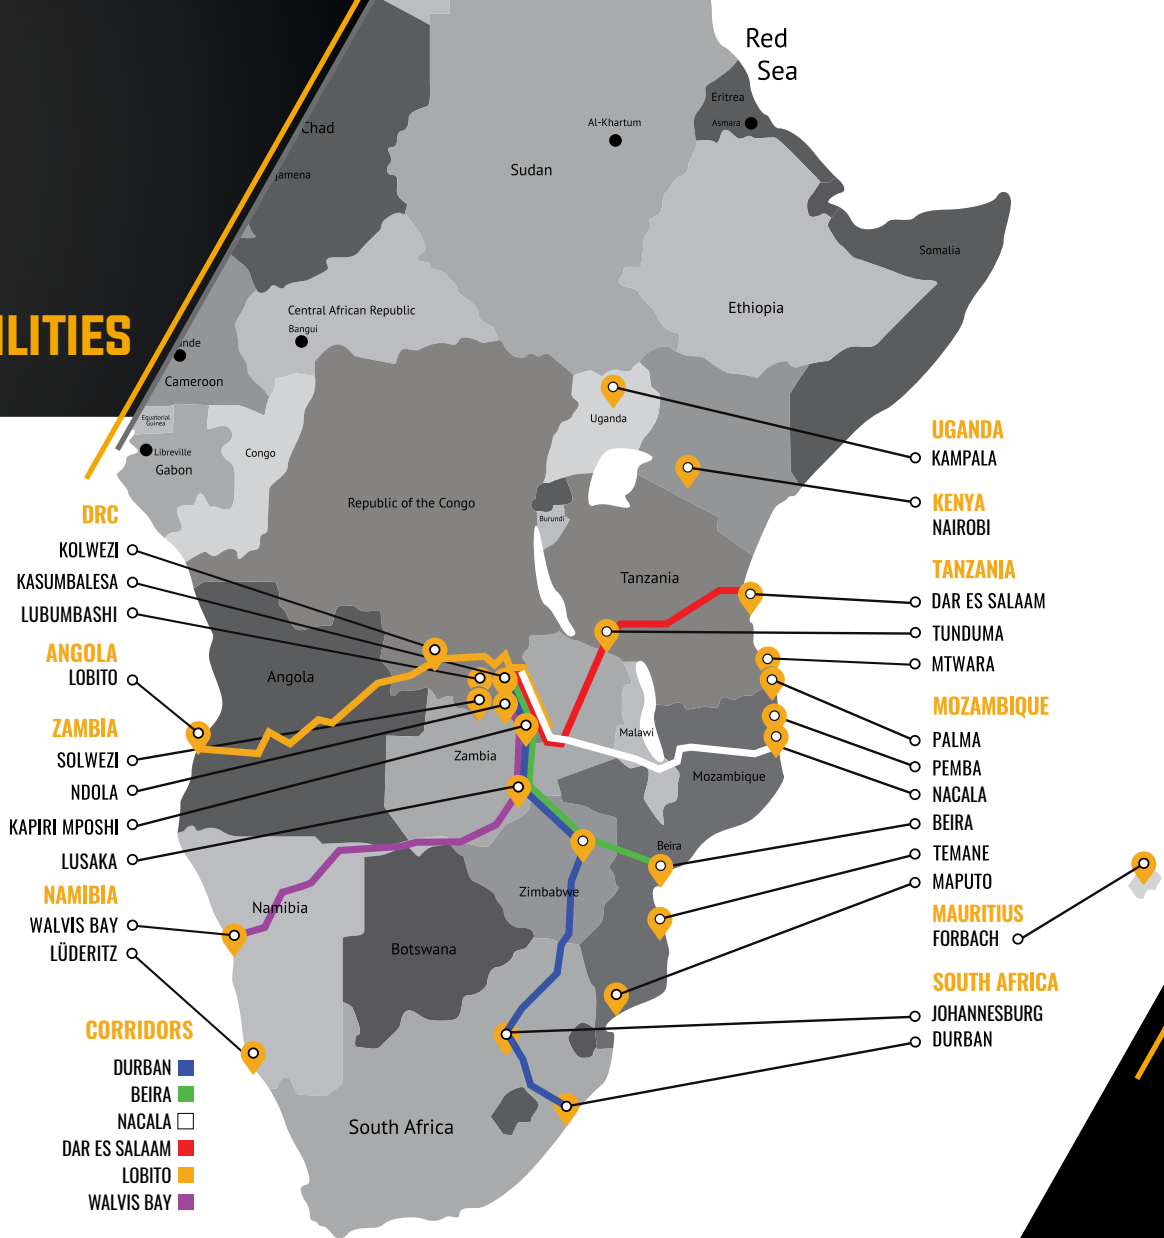 Red
Sea
Eritrea
Asmara
Chad
Al-Khartum
Sudan
Somalia
Ethiopia
Central African Republic
Bangui
Cameroon
Equatorial
Guinea
Libreville
Gabon
Congo
Uganda
Republic of the Congo
Burundi
Tanzania
Angola
Zambia
Malawi
Mozambique
Beira
Zimbabwe
Namibia
Botswana
South Africa
DRC
KOLWEZI
KASUMBALESA
LUBUMBASHI
ANGOLA
LOBITO
ZAMBIA
SOLWEZI
NDOLA
KAPIRI MPOSHI
LUSAKA
NAMIBIA
WALVIS BAY
LÜDERITZ
CORRIDORS
DURBAN
BEIRA
NACALA
DAR ES SALAAM
LOBITO
WALVIS BAY
UGANDA
KAMPALA
KENYA
NAIROBI
TANZANIA
DAR ES SALAAM
TUNDUMA
MTWARA
MOZAMBIQUE
PALMA
PEMBA
NACALA
BEIRA
TEMANE
MAPUTO
MAURITIUS
FORBACH
SOUTH AFRICA
JOHANNESBURG
DURBAN